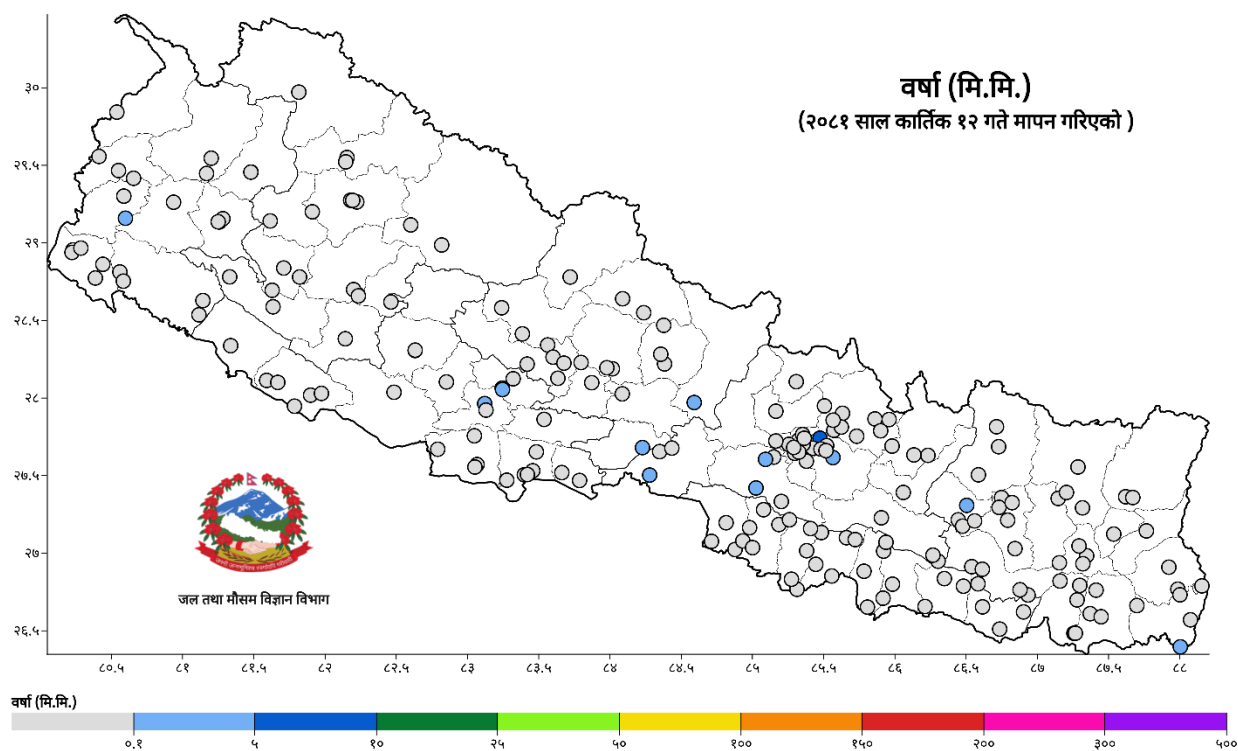 वर्षा (मि.मि.)
(२०८१ साल कार्तिक १२ गते मापन गरिएको )
३०
२९.५
२९
२८.५
२८
२७.५
२७
२६.५
जल तथा मौसम विज्ञान विभाग
८०.५ ८१ ८१.५ ८२ ८२.५ ८३ ८३.५ ८४ ८४.५ ८५ ८५.५ ८६ ८६.५ ८७ ८७.५ ८८
वर्षा (मि.मि.)
०.१ ५ १० २५ ५० १०० १५० २०० ३०० ५००